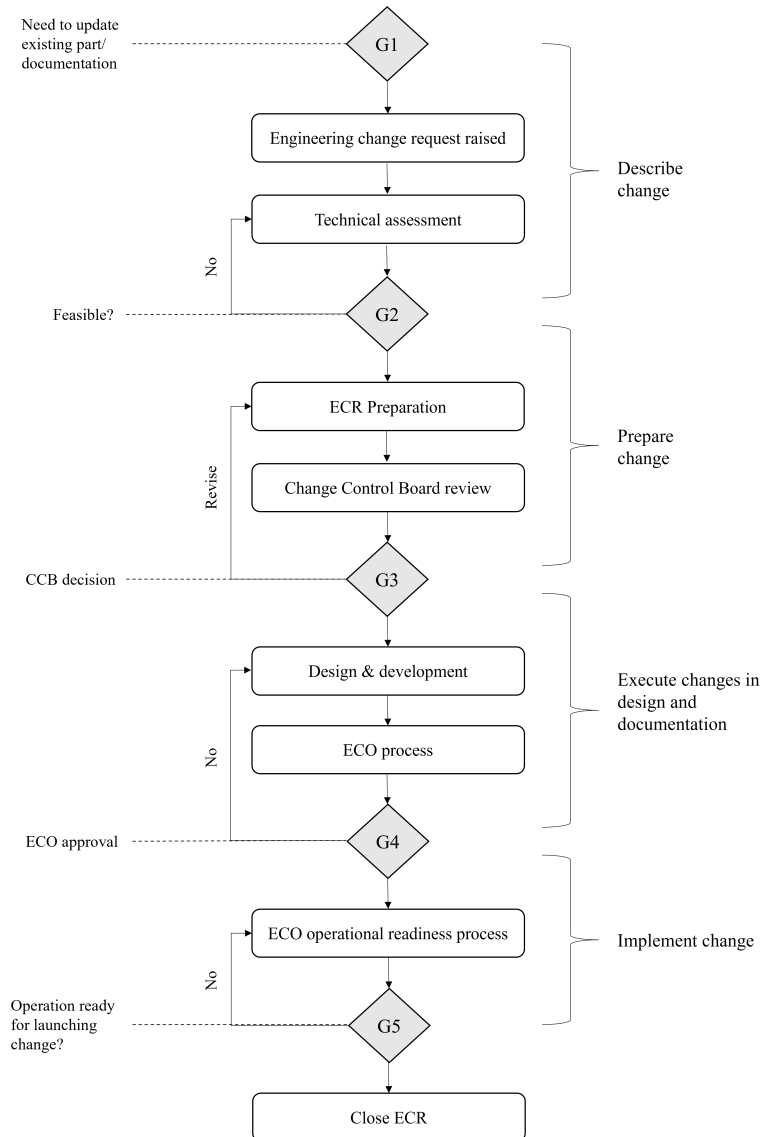 Need to update
existing part/
documentation
G1
Engineering change request raised
Describe
change
Technical assessment
No
Feasible?
G2
ECR Preparation
Prepare
change
Revise
Change Control Board review
CCB decision
G3
Design & development
Execute changes in
design and
documentation
No
ECO process
ECO approval
G4
ECO operational readiness process
Implement change
No
Operation ready
for launching
change?
G5
Close ECR